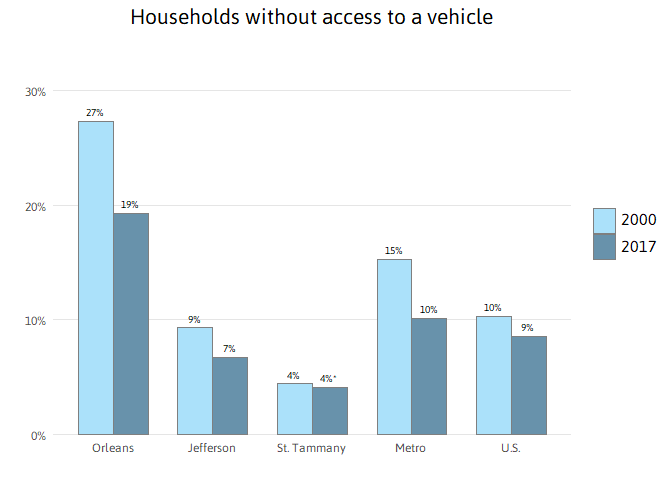 Households without access to a vehicle
30%
20%
10%
0%
27%
19%
9%
7%
4%
4%*
15%
10%
10%
9%
Orleans
Jefferson
St. Tammany
Metro
U.S.
2000
2017